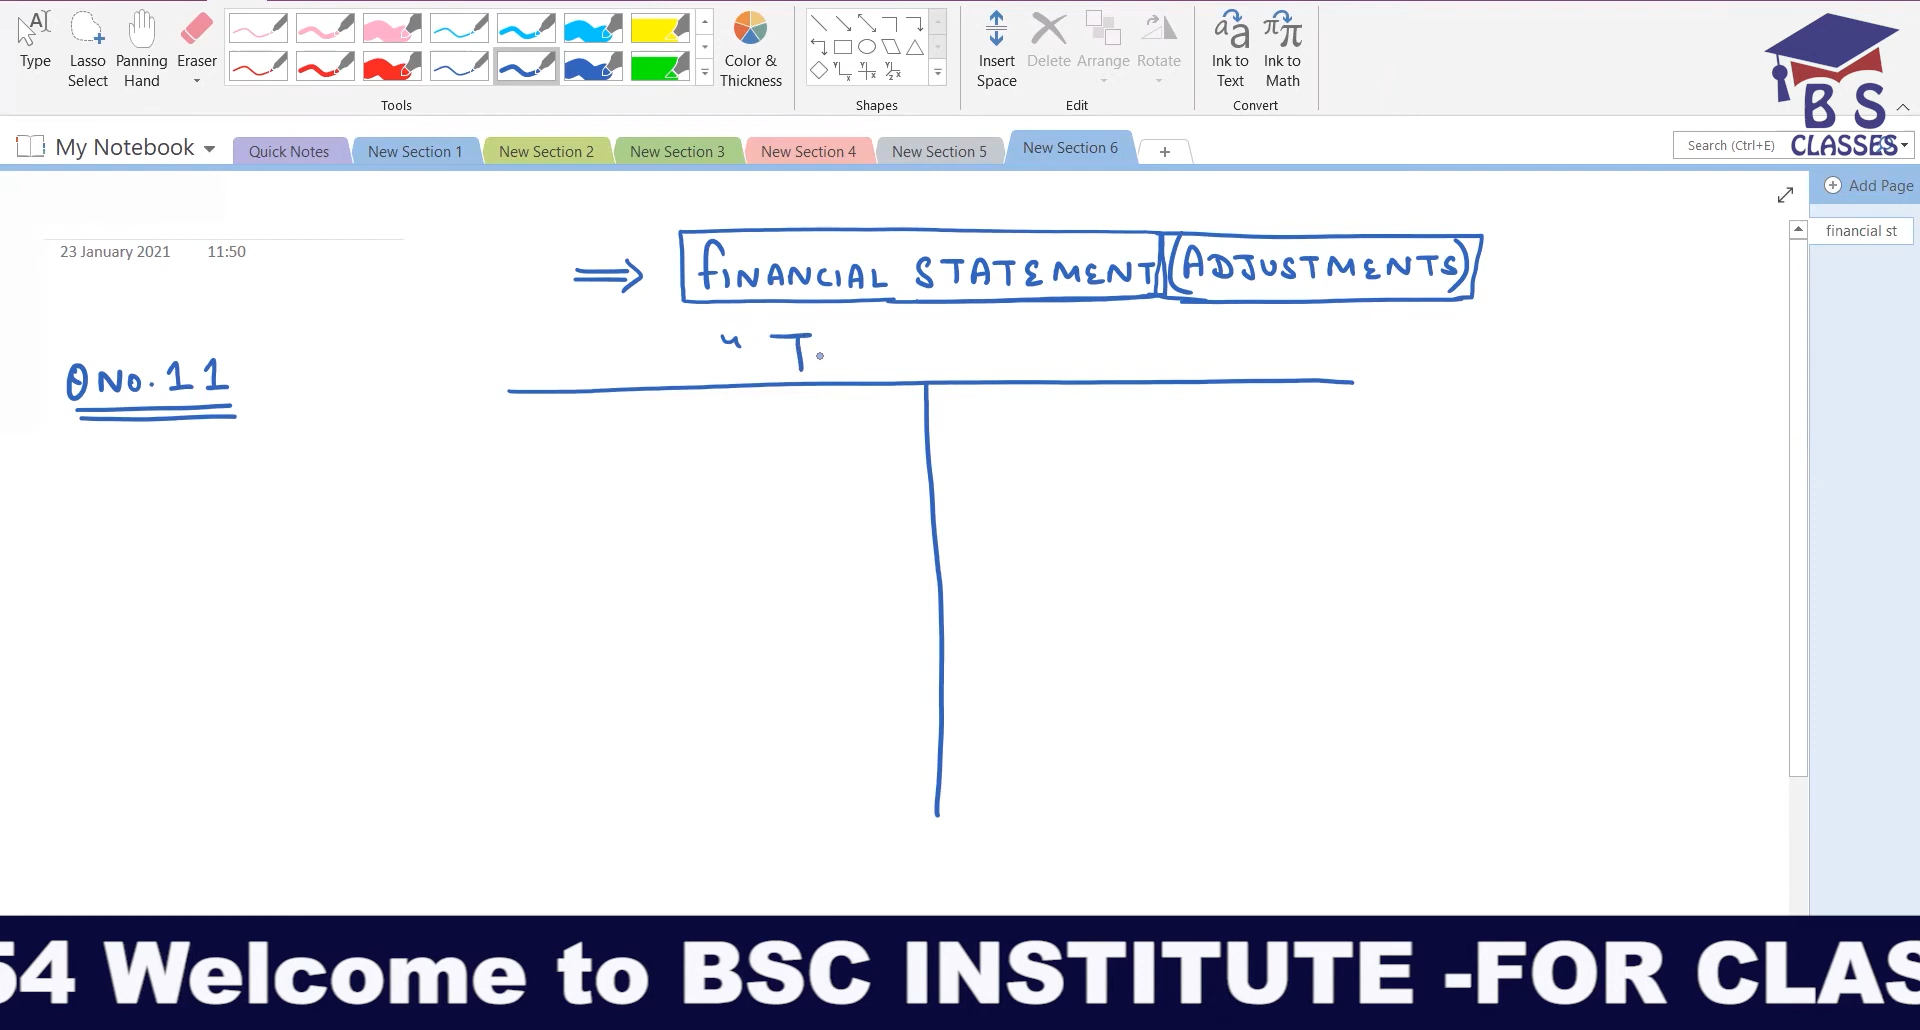 Type
Lasso Select
Panning Hand
Eraser
Color & Thickness
Insert Space
Delete
Arrange
Rotate
Ink to Text
Ink to Math
Tools
Shapes
Edit
Convert
BS
CLASSES
My Notebook
Quick Notes
New Section 1
New Section 2
New Section 3
New Section 4
New Section 5
New Section 6
Search (Ctrl+E)
Add Page
financial st
23 January 2021 11:50
⇒ FINANCIAL STATEMENT (ADJUSTMENTS)
" T
Q No. 11
54 Welcome to BSC INSTITUTE -FOR CLAS